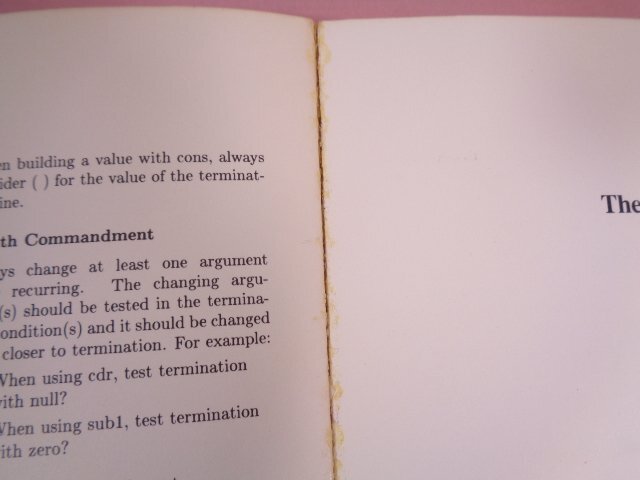 en building a value with cons, always
ider ( ) for the value of the terminat-
ine.
th Commandment
ys change at least one argument
recurring. The changing argu-
(s) should be tested in the termina-
ondition(s) and it should be changed
closer to termination. For example:
When using cdr, test termination
with null?
When using sub1, test termination
ith zero?
The